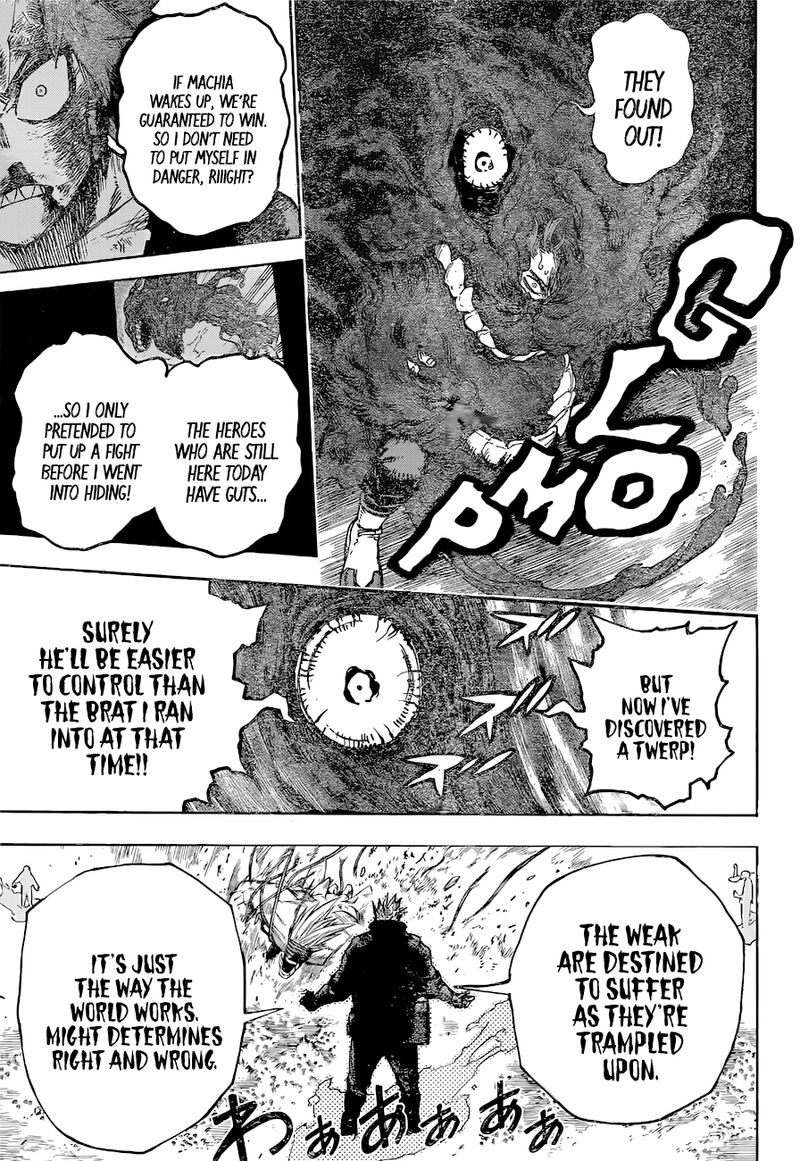 THEY
FOUND
OUT!
GLOMP
IF MACHIA
WAKES UP, WE'RE
GUARANTEED TO WIN.
SO I DON'T NEED
TO PUT MYSELF IN
DANGER, RIIIGHT?
THE HEROES
WHO ARE STILL
HERE TODAY
HAVE GUTS...
...SO I ONLY
PRETENDED TO
PUT UP A FIGHT
BEFORE I WENT
INTO HIDING!
BUT
NOW I'VE
DISCOVERED
A TWERP!
SURELY
HE'LL BE EASIER
TO CONTROL THAN
THE BRAT I RAN
INTO AT THAT
TIME!!
THE WEAK
ARE DESTINED
TO SUFFER
AS THEY'RE
TRAMPLED
UPON.
IT'S JUST
THE WAY THE
WORLD WORKS.
MIGHT DETERMINES
RIGHT AND WRONG.
わああああ